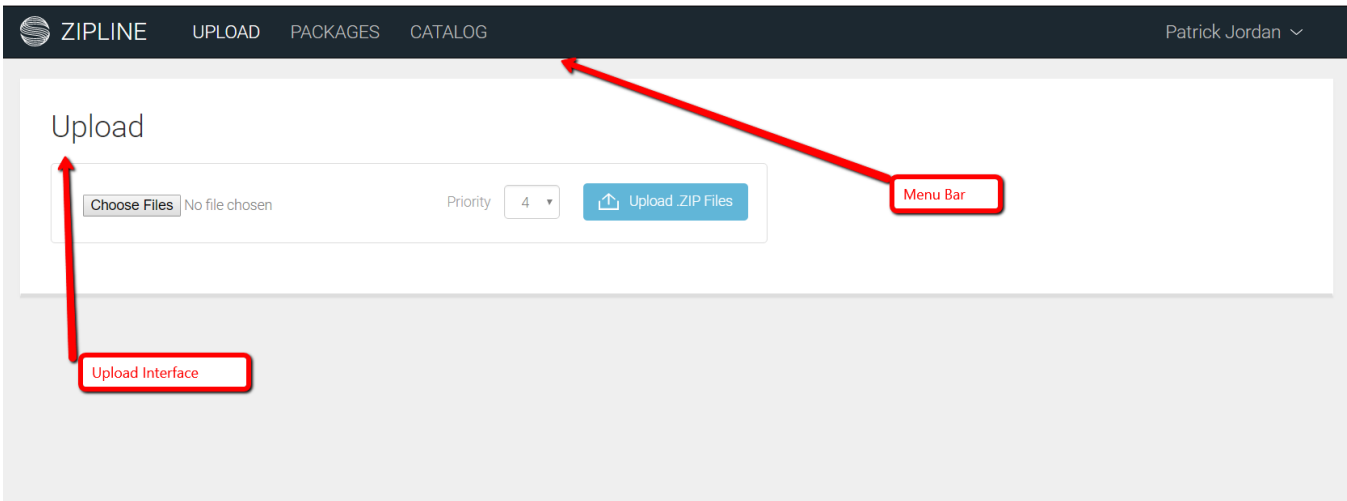 ZIPLINE UPLOAD PACKAGES CATALOG Patrick Jordan
Upload
Choose Files No file chosen Priority 4 Upload .ZIP Files
Menu Bar
Upload Interface